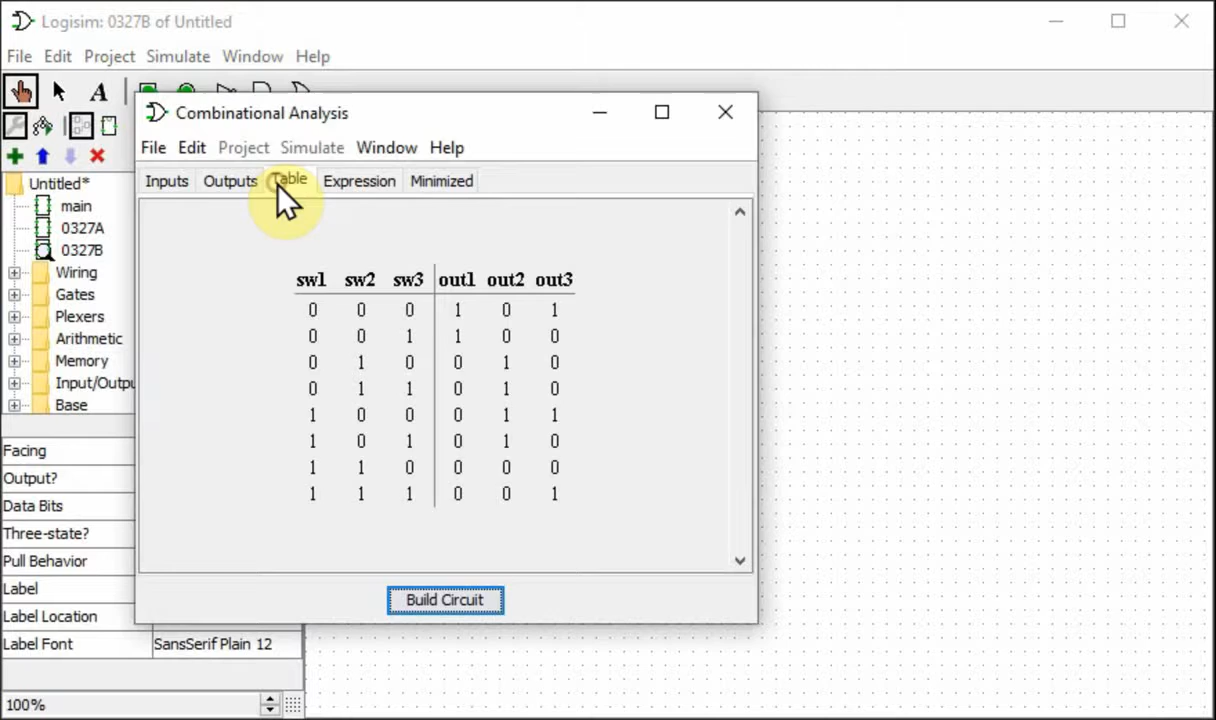 Logisim: 0327B of Untitled
File Edit Project Simulate Window Help
A
Combinational Analysis
File Edit Project Simulate Window Help
Inputs Outputs Table Expression Minimized
Untitled*
main
0327A
0327B
Wiring
Gates
Plexers
Arithmetic
Memory
Input/Outpu
Base
sw1 sw2 sw3 out1 out2 out3
0 0 0 1 0 1
0 0 1 1 0 0
0 1 0 0 1 0
0 1 1 0 1 0
1 0 0 0 1 1
1 0 1 0 1 0
1 1 0 0 0 0
1 1 1 0 0 1
Build Circuit
Facing
Output?
Data Bits
Three-state?
Pull Behavior
Label
Label Location
Label Font SansSerif Plain 12
100%